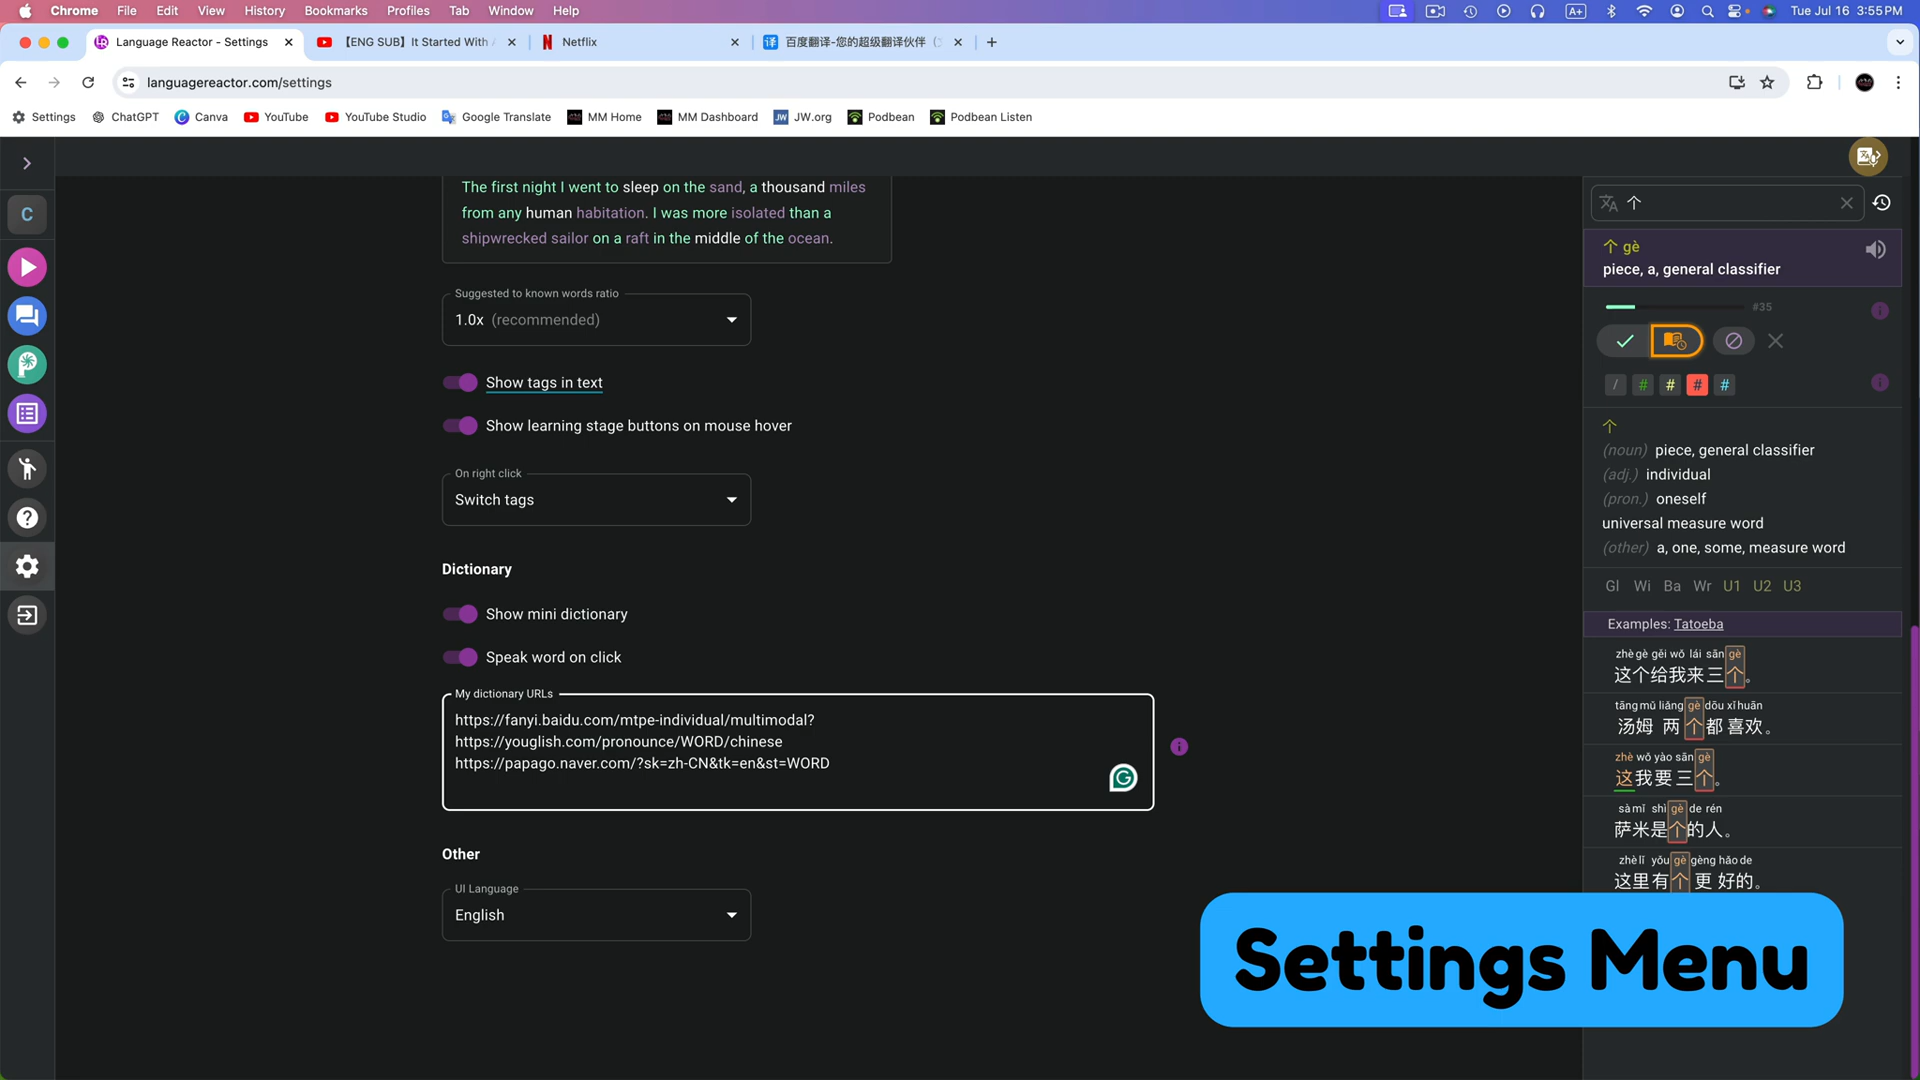 Chrome File Edit View History Bookmarks Profiles Tab Window Help
A+
Tue Jul 16 3:55 PM
Language Reactor - Settings
【ENG SUB】It Started With
Netflix
译 百度翻译-您的超级翻译伙伴
languagereactor.com/settings
Settings ChatGPT Canva YouTube YouTube Studio Google Translate MM Home MM Dashboard JW.org Podbean Podbean Listen
C
The first night I went to sleep on the sand, a thousand miles
from any human habitation. I was more isolated than a
shipwrecked sailor on a raft in the middle of the ocean.
Suggested to known words ratio
1.0x (recommended)
Show tags in text
Show learning stage buttons on mouse hover
On right click
Switch tags
Dictionary
Show mini dictionary
Speak word on click
My dictionary URLs
https://fanyi.baidu.com/mtpe-individual/multimodal?
https://youglish.com/pronounce/WORD/chinese
https://papago.naver.com/?sk=zh-CN&tk=en&st=WORD
Other
UI Language
English
个
个 gè
piece, a, general classifier
#35
/ # # # #
个
(noun) piece, general classifier
(adj.) individual
(pron.) oneself
universal measure word
(other) a, one, some, measure word
Gl Wi Ba Wr U1 U2 U3
Examples: Tatoeba
zhè gè gěi wǒ lái sān gè
这个给我来三个。
tāng mǔ liǎng gè dōu xǐ huān
汤姆 两 个 都 喜欢。
zhè wǒ yào sān gè
这我要三个。
sà mǐ shì gè de rén
萨米是个的人。
zhè lǐ yǒu gè gèng hǎo de
这里有个 更 好的。
Settings Menu